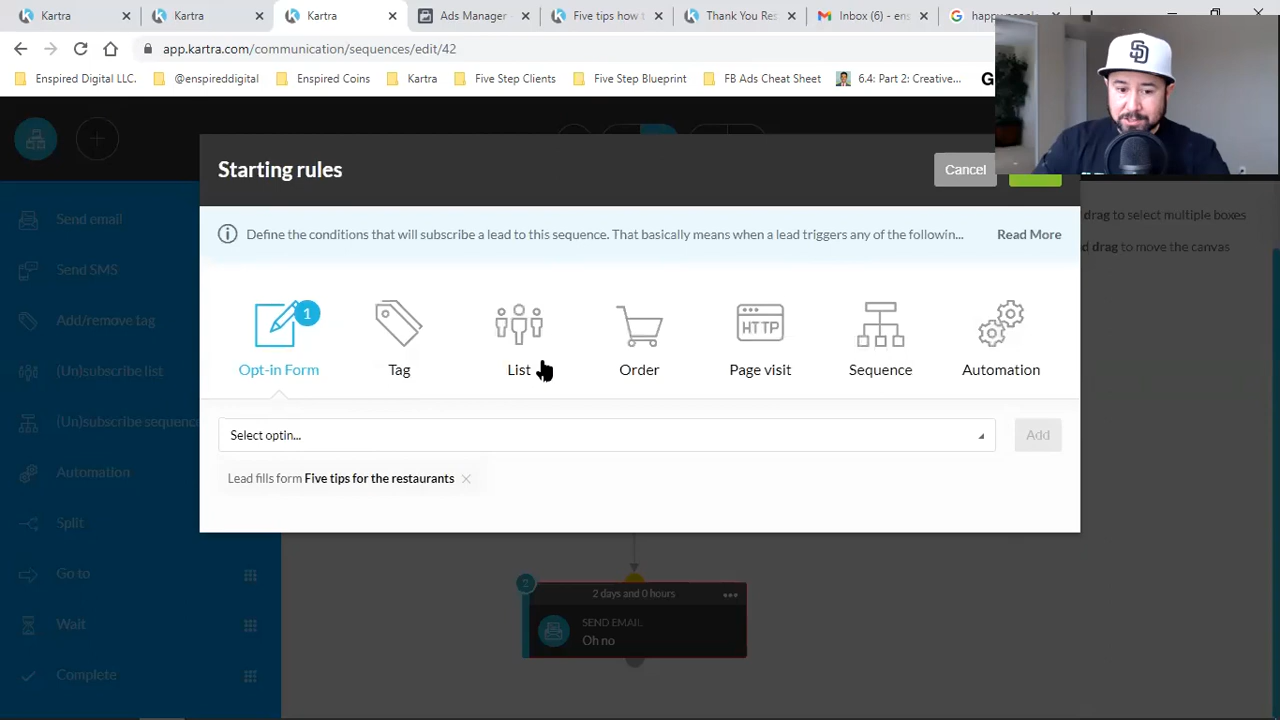 Kartra
Kartra
Kartra
Ads Manager -
Five tips how t
Thank You Res
Inbox (6) - ens
app.kartra.com/communication/sequences/edit/42
Enspired Digital LLC.
@enspireddigital
Enspired Coins
Kartra
Five Step Clients
Five Step Blueprint
FB Ads Cheat Sheet
6.4: Part 2: Creative...
G
SD
Starting rules
Cancel
Define the conditions that will subscribe a lead to this sequence. That basically means when a lead triggers any of the followin...
Read More
drag to select multiple boxes
d drag to move the canvas
1
Opt-in Form
Tag
List
Order
HTTP
Page visit
Sequence
Automation
Select optin...
Add
Lead fills form Five tips for the restaurants
Send email
Send SMS
Add/remove tag
(Un)subscribe list
(Un)subscribe sequenc
Automation
Split
Go to
Wait
Complete
2
2 days and 0 hours
SEND EMAIL
Oh no